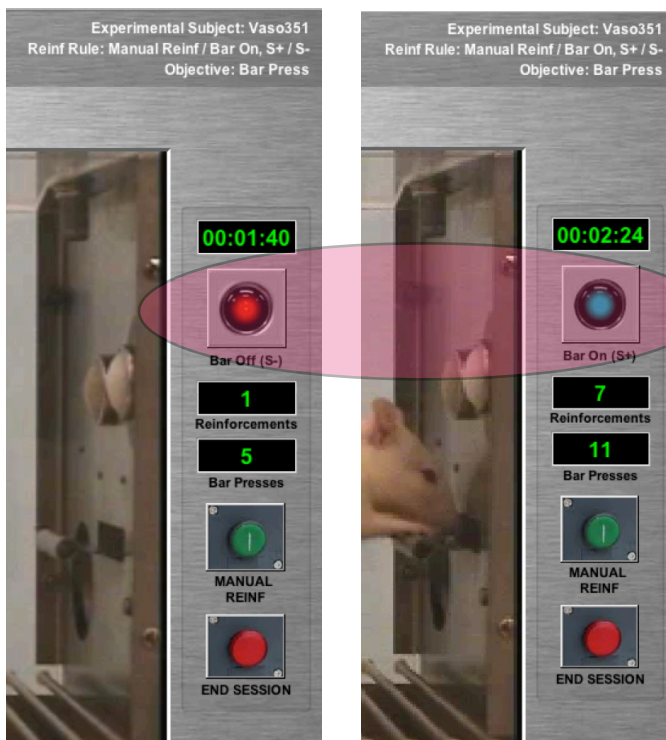 Experimental Subject: Vaso351
Reinf Rule: Manual Reinf / Bar On, S+ / S-
Objective: Bar Press
00:01:40
Bar Off (S-)
1
Reinforcements
5
Bar Presses
MANUAL
REINF
END SESSION
Experimental Subject: Vaso351
Reinf Rule: Manual Reinf / Bar On, S+ / S-
Objective: Bar Press
00:02:24
Bar On (S+)
7
Reinforcements
11
Bar Presses
MANUAL
REINF
END SESSION